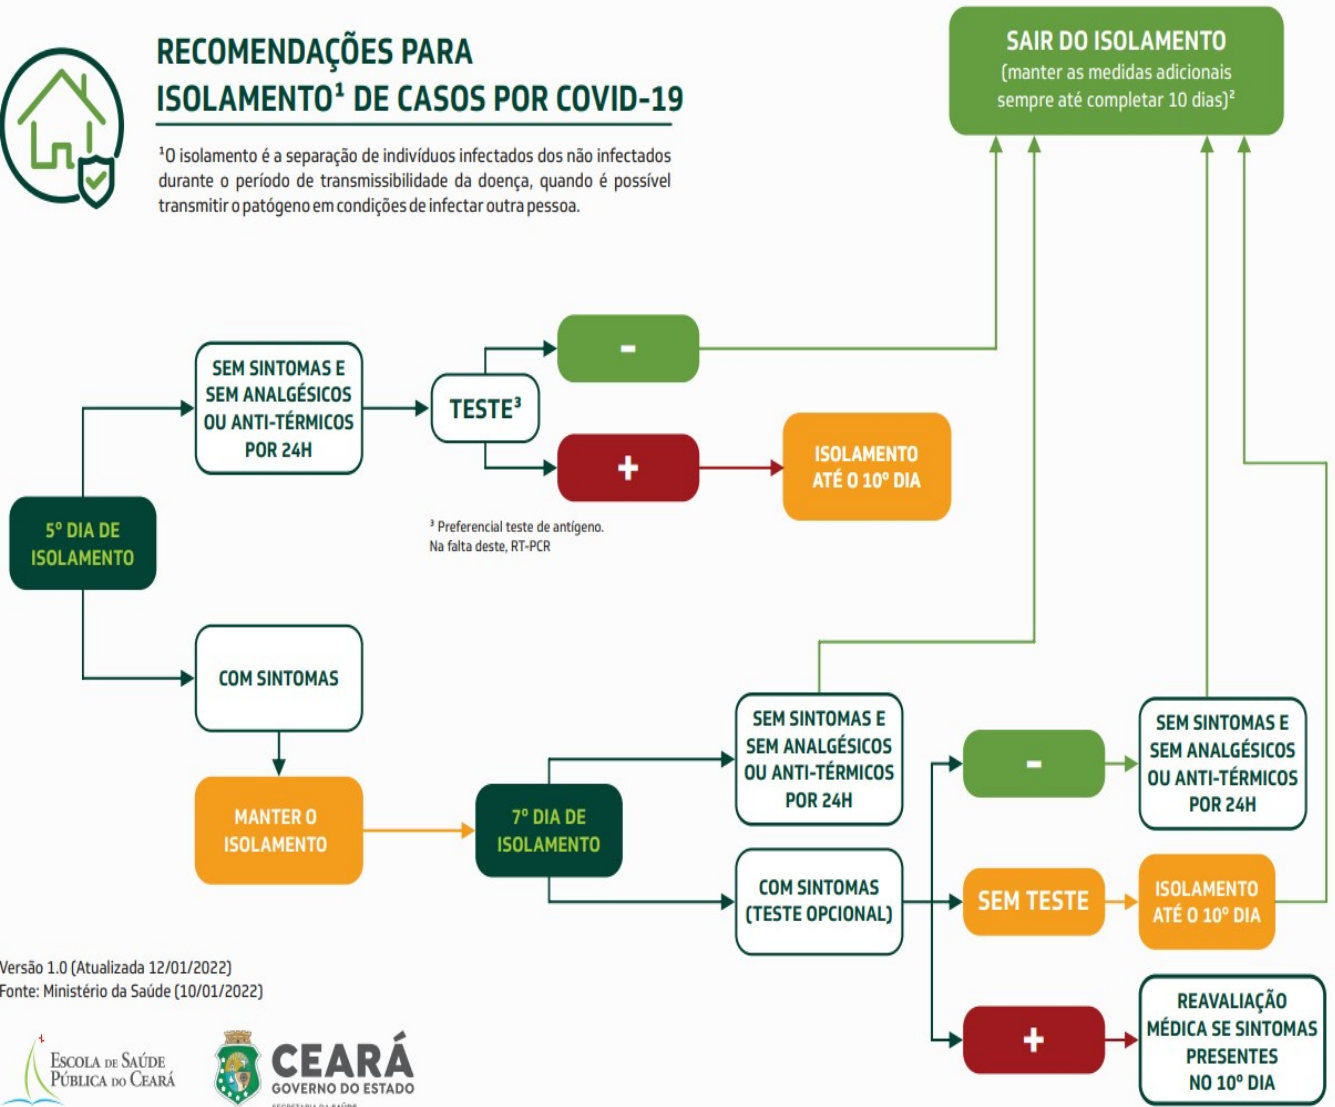 RECOMENDAÇÕES PARA
ISOLAMENTO¹ DE CASOS POR COVID-19
¹O isolamento é a separação de indivíduos infectados dos não infectados
durante o período de transmissibilidade da doença, quando é possível
transmitir o patógeno em condições de infectar outra pessoa.
SAIR DO ISOLAMENTO
(manter as medidas adicionais
sempre até completar 10 dias)²
5º DIA DE
ISOLAMENTO
SEM SINTOMAS E
SEM ANALGÉSICOS
OU ANTI-TÉRMICOS
POR 24H
TESTE³
-
+
ISOLAMENTO
ATÉ O 10º DIA
³ Preferencial teste de antígeno.
Na falta deste, RT-PCR
COM SINTOMAS
MANTER O
ISOLAMENTO
7º DIA DE
ISOLAMENTO
SEM SINTOMAS E
SEM ANALGÉSICOS
OU ANTI-TÉRMICOS
POR 24H
COM SINTOMAS
(TESTE OPCIONAL)
-
SEM SINTOMAS E
SEM ANALGÉSICOS
OU ANTI-TÉRMICOS
POR 24H
SEM TESTE
ISOLAMENTO
ATÉ O 10º DIA
+
REAVALIAÇÃO
MÉDICA SE SINTOMAS
PRESENTES
NO 10º DIA
Versão 1.0 (Atualizada 12/01/2022)
Fonte: Ministério da Saúde (10/01/2022)
ESCOLA DE SAÚDE
PÚBLICA DO CEARÁ
CEARÁ
GOVERNO DO ESTADO
SECRETARIA DA SAÚDE